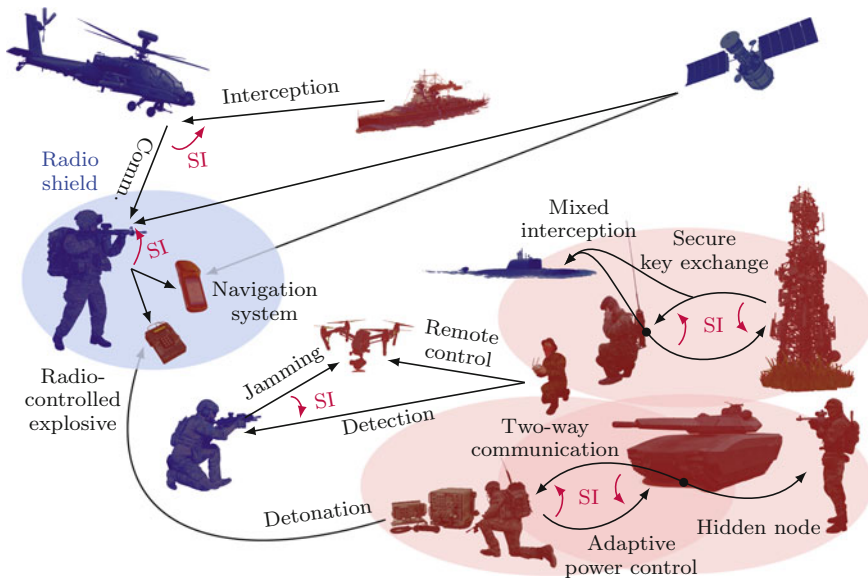 Interception
SI
Comm.
Radio
shield
SI
Navigation
system
Radio-
controlled
explosive
Mixed
interception
Secure
key exchange
SI
Remote
control
Jamming
SI
Detection
Two-way
communication
SI
Detonation
Adaptive
power control
Hidden node